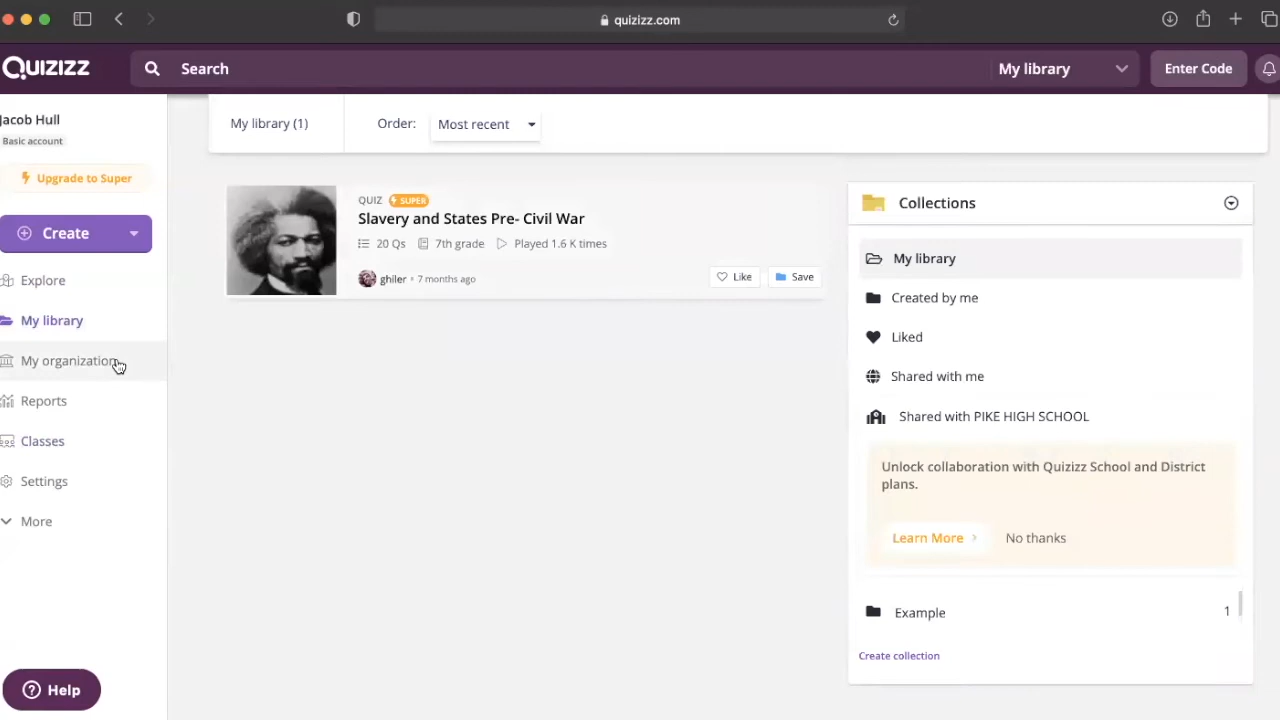 quizizz.com
Quizizz
Search
My library
Enter Code
Jacob Hull
Basic account
Upgrade to Super
Create
Explore
My library
My organization
Reports
Classes
Settings
More
Help
My library (1)
Order:
Most recent
QUIZ SUPER
Slavery and States Pre- Civil War
20 Qs 7th grade Played 1.6 K times
ghiler • 7 months ago
Like
Save
Collections
My library
Created by me
Liked
Shared with me
Shared with PIKE HIGH SCHOOL
Unlock collaboration with Quizizz School and District
plans.
Learn More
No thanks
Example 1
Create collection